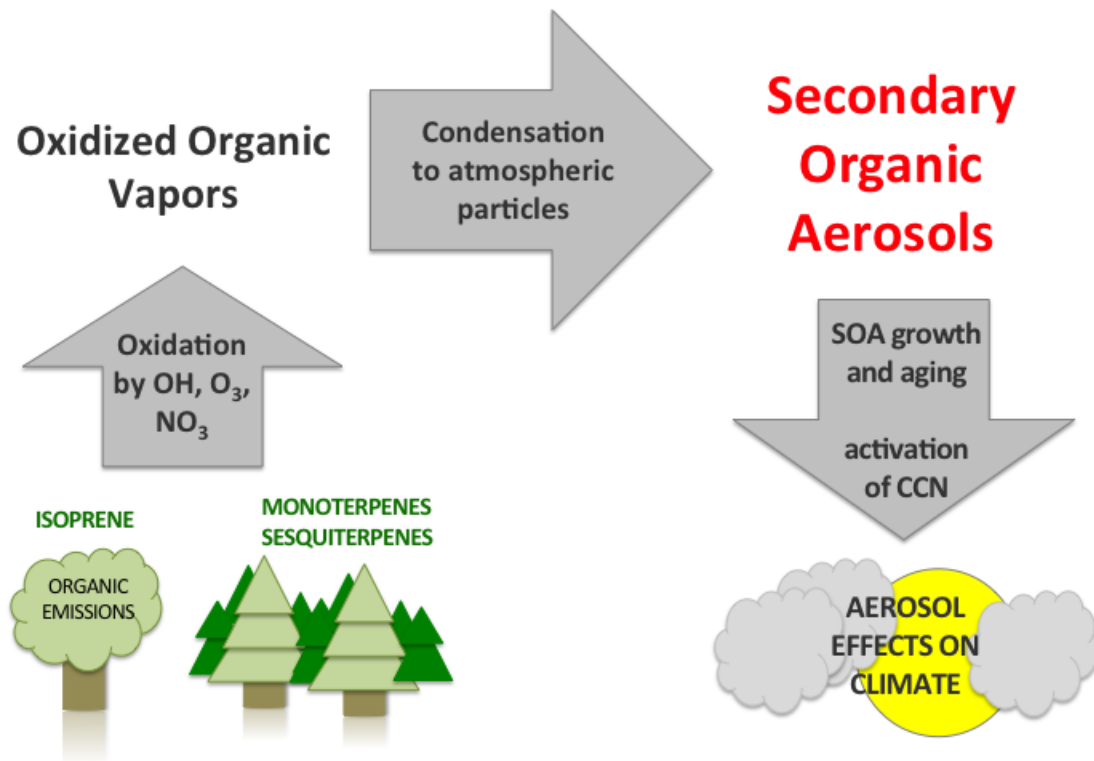 Oxidized Organic
Vapors
Condensation
to atmospheric
particles
Secondary
Organic
Aerosols
Oxidation
by OH, O₃,
NO₃
SOA growth
and aging
activation
of CCN
ISOPRENE
MONOTERPENES
SESQUITERPENES
ORGANIC
EMISSIONS
AEROSOL
EFFECTS ON
CLIMATE